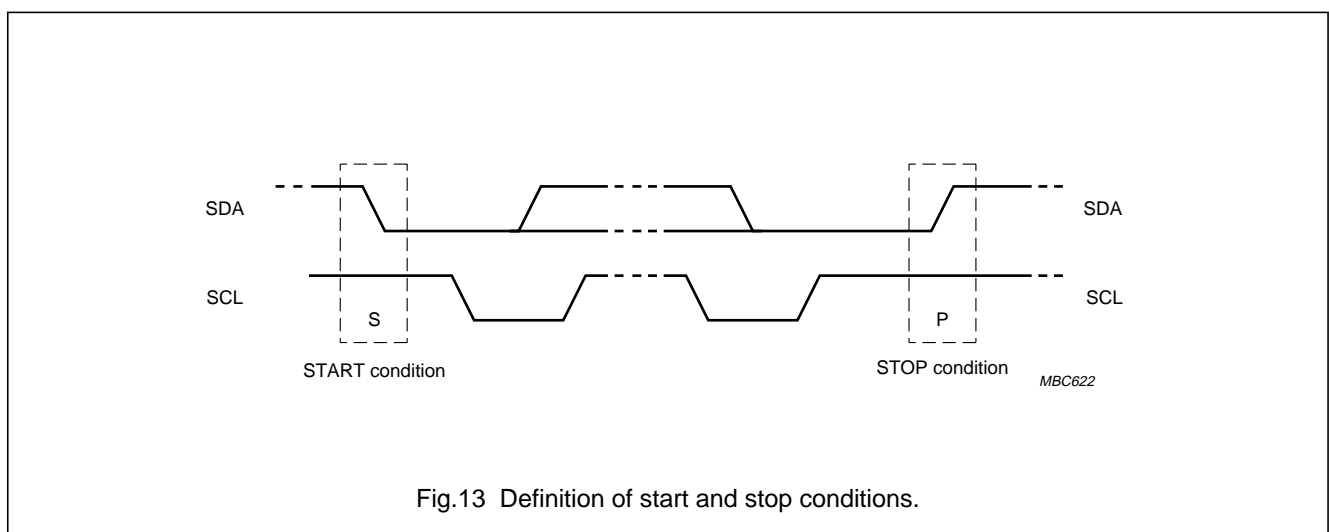 SDA
SDA
SCL
SCL
S
P
START condition
STOP condition
MBC622
Fig.13 Definition of start and stop conditions.